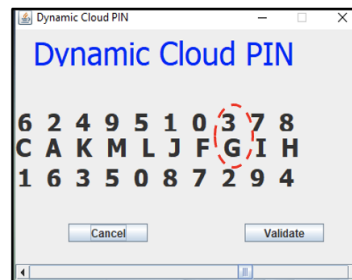 Dynamic Cloud PIN
Dynamic Cloud PIN
6 2 4 9 5 1 0 3 7 8
C A K M L J F G I H
1 6 3 5 0 8 7 2 9 4
Cancel Validate